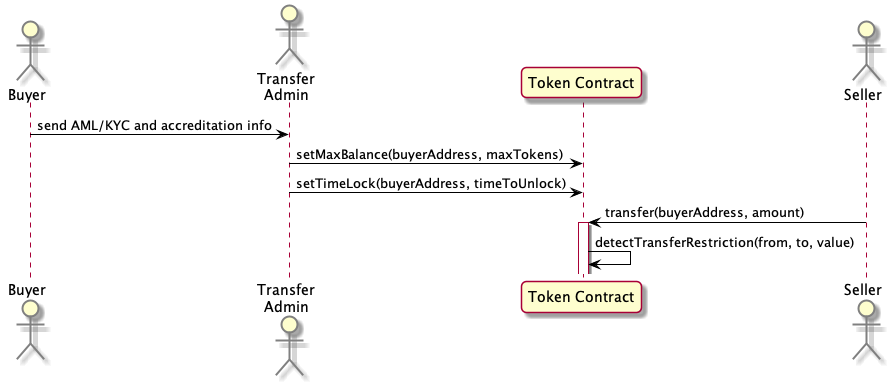 Buyer
Transfer
Admin
Token Contract
Seller
send AML/KYC and accreditation info
setMaxBalance(buyerAddress, maxTokens)
setTimeLock(buyerAddress, timeToUnlock)
transfer(buyerAddress, amount)
detectTransferRestriction(from, to, value)
Buyer
Transfer
Admin
Token Contract
Seller